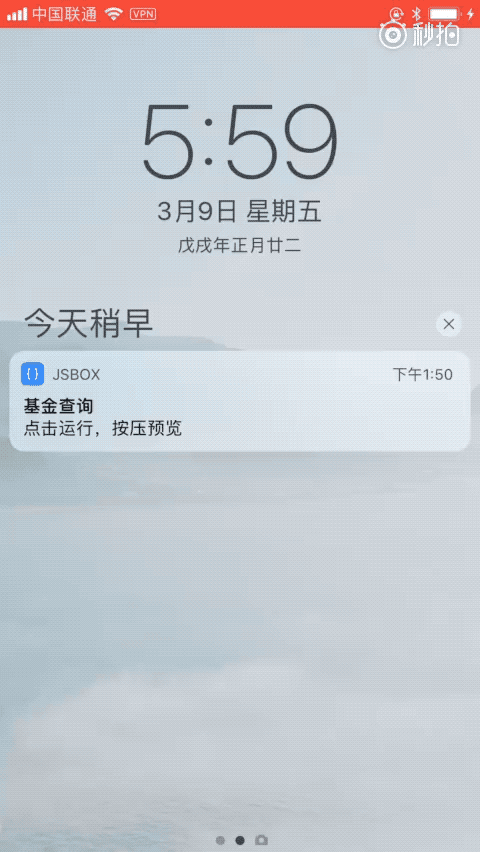 中国联通 VPN
秒拍
5:59
3月9日 星期五
戊戌年正月廿二
今天稍早
JSBOX 下午1:50
基金查询
点击运行，按压预览